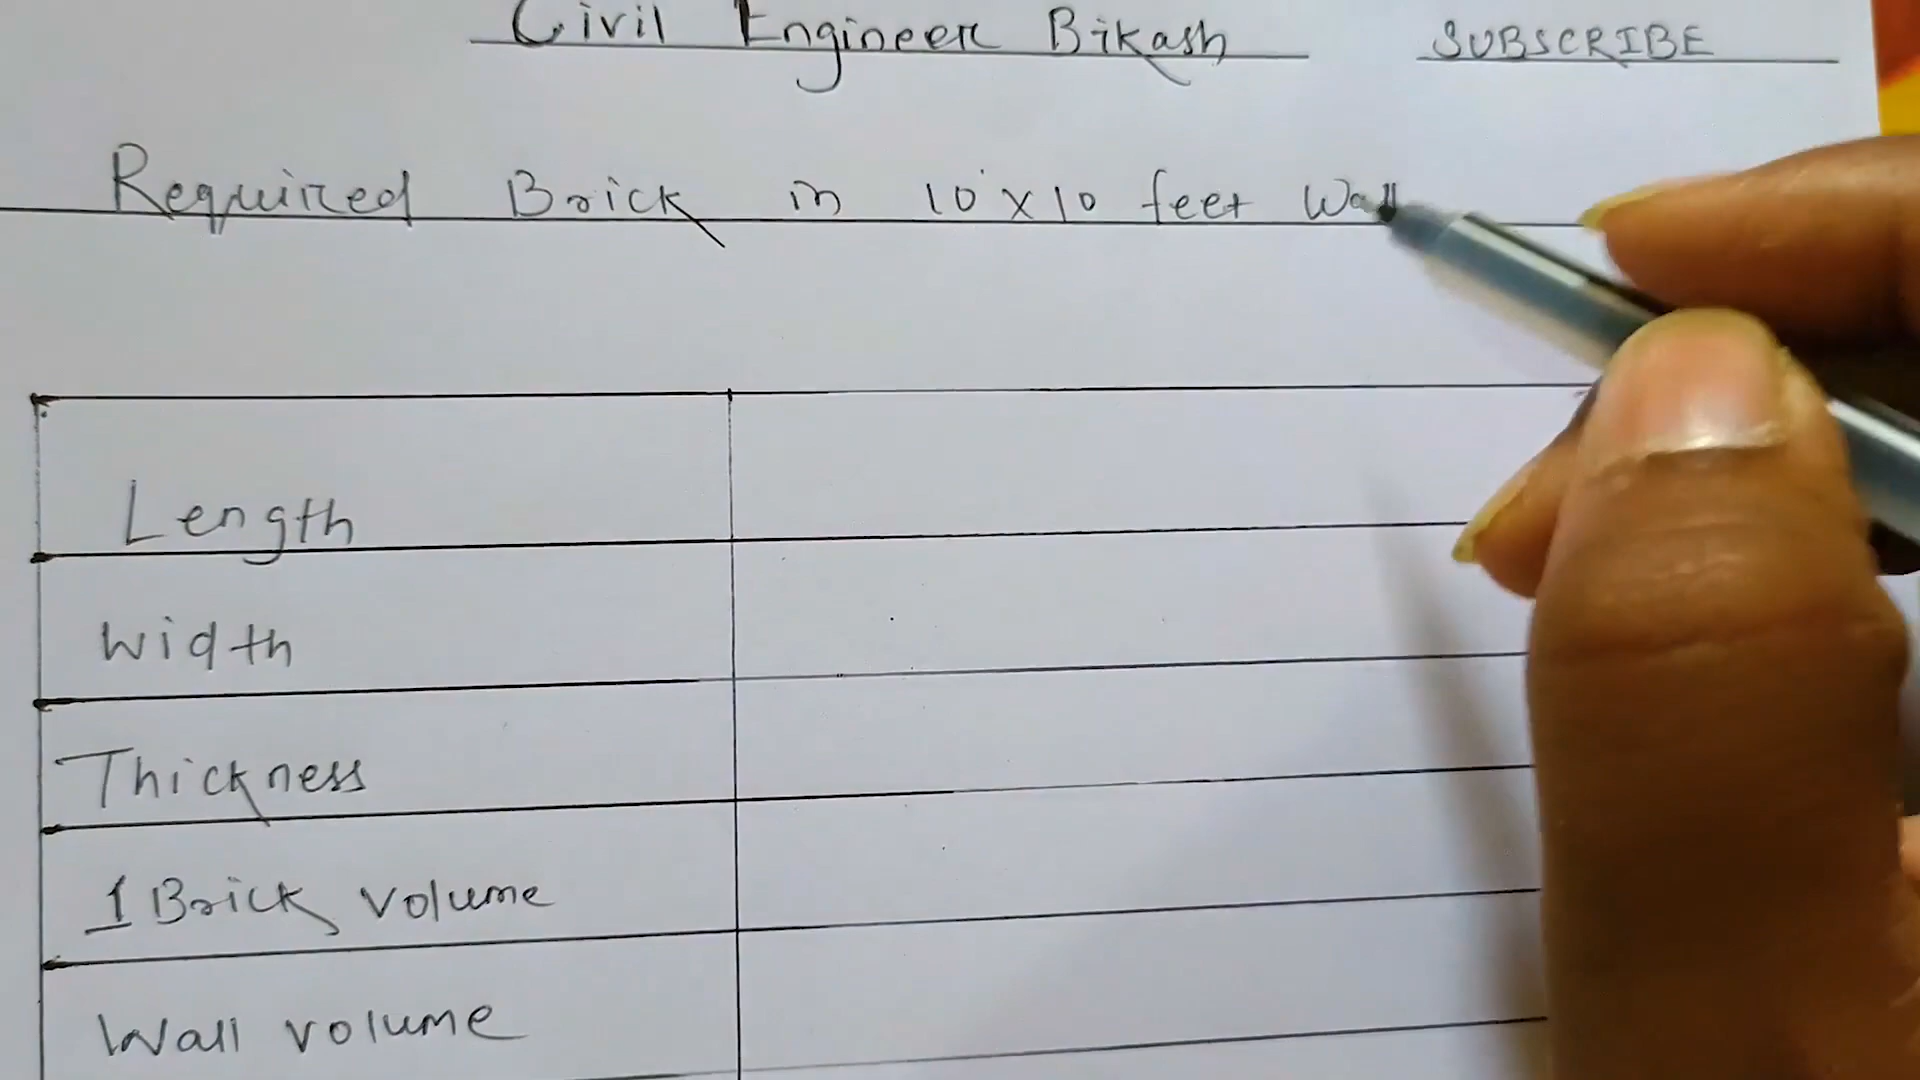 Civil Engineer Bikash SUBSCRIBE
Required Brick in 10'x10 feet Wall
Length
Width
Thickness
1 Brick volume
Wall volume